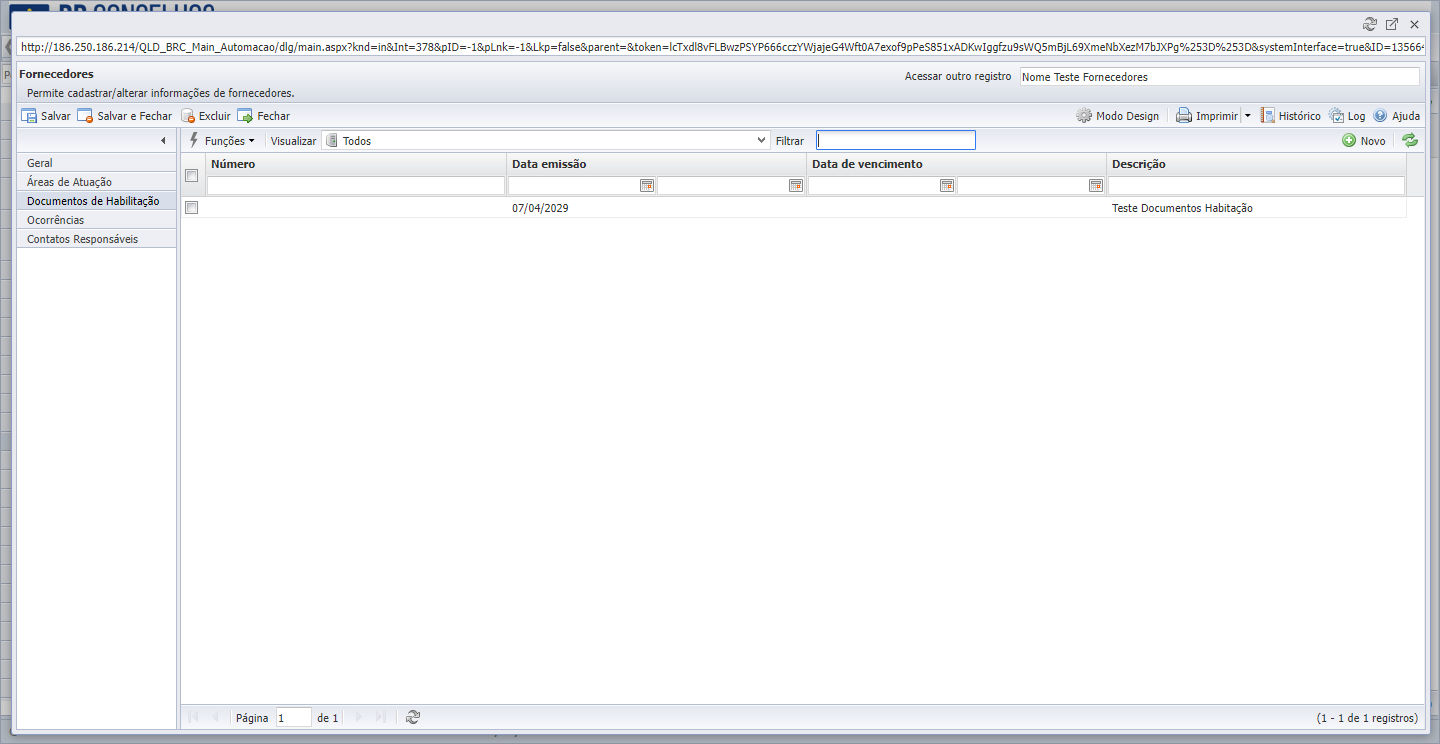 http://186.250.186.214/QLD_BRC_Main_Automacao/dlg/main.aspx?knd=in&Int=378&pID=-1&pLnk=-1&Lkp=false&parent=&token=lcTxdl8vFLBwzPSYP666cczYWjajeG4Wft0A7exof9pPeS851xADKwIggfzu9sWQ5mBjL69XmeNbXezM7bJXPg%253D%253D&systemInterface=true&ID=135664
Fornecedores
Acessar outro registro Nome Teste Fornecedores
Permite cadastrar/alterar informações de fornecedores.
Salvar Salvar e Fechar Excluir Fechar Modo Design Imprimir Histórico Log Ajuda
Funções Visualizar Todos Filtrar Novo
Geral
Áreas de Atuação
Documentos de Habilitação
Ocorrências
Contatos Responsáveis
Número Data emissão Data de vencimento Descrição
07/04/2029 Teste Documentos Habitação
Página 1 de 1 (1 - 1 de 1 registros)